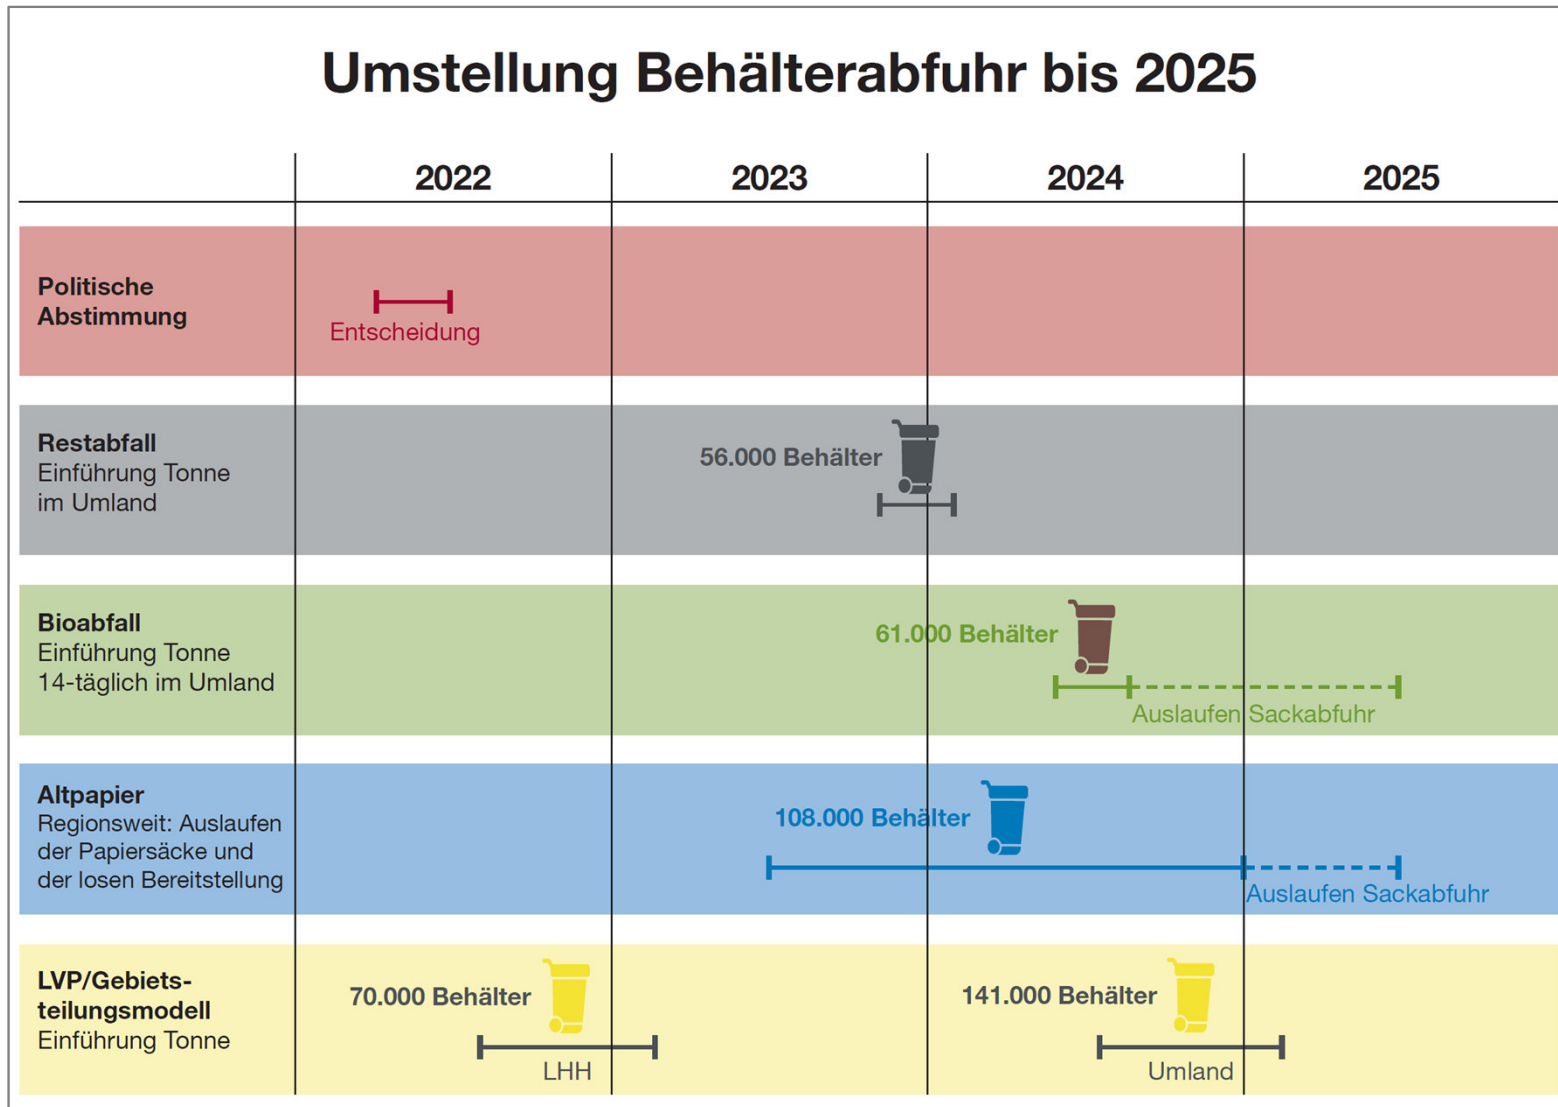 Umstellung Behälterabfuhr bis 2025
2022
2023
2024
2025
Politische
Abstimmung
Entscheidung
Restabfall
Einführung Tonne
im Umland
56.000 Behälter
Bioabfall
Einführung Tonne
14-täglich im Umland
61.000 Behälter
Auslaufen Sackabfuhr
Altpapier
Regionsweit: Auslaufen
der Papiersäcke und
der losen Bereitstellung
108.000 Behälter
Auslaufen Sackabfuhr
LVP/Gebiets-
teilungsmodell
Einführung Tonne
70.000 Behälter
LHH
141.000 Behälter
Umland